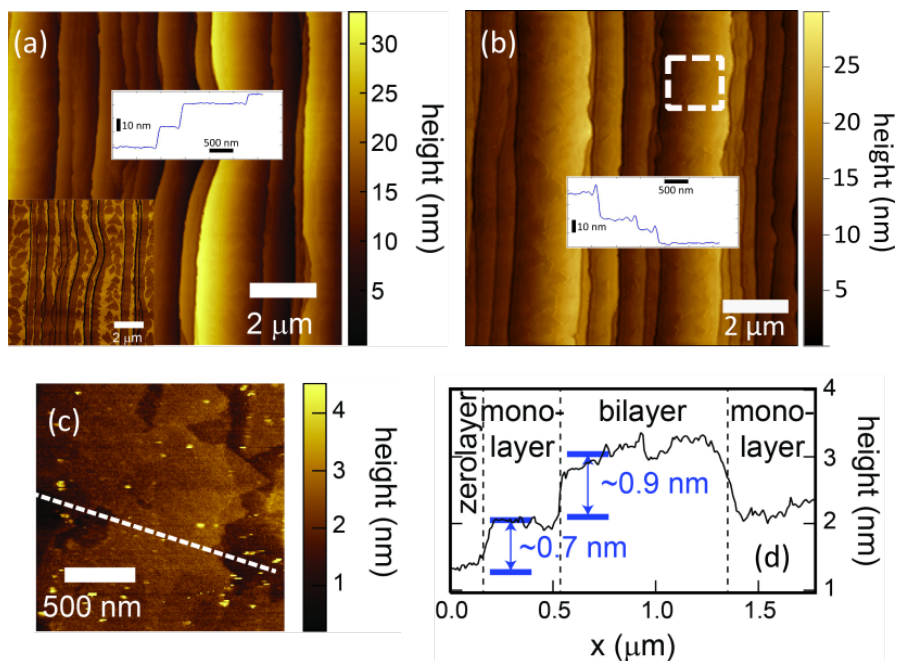 (a)
10 nm
500 nm
2 μm
2 μm
30
25
20
15
10
5
height (nm)
(b)
500 nm
10 nm
2 μm
25
20
15
10
5
height (nm)
(c)
500 nm
4
3
2
1
height (nm)
zerolayer
mono-
layer
bilayer
mono-
layer
~0.9 nm
~0.7 nm
(d)
4
3
2
1
height (nm)
0.0 0.5 1.0 1.5
x (μm)